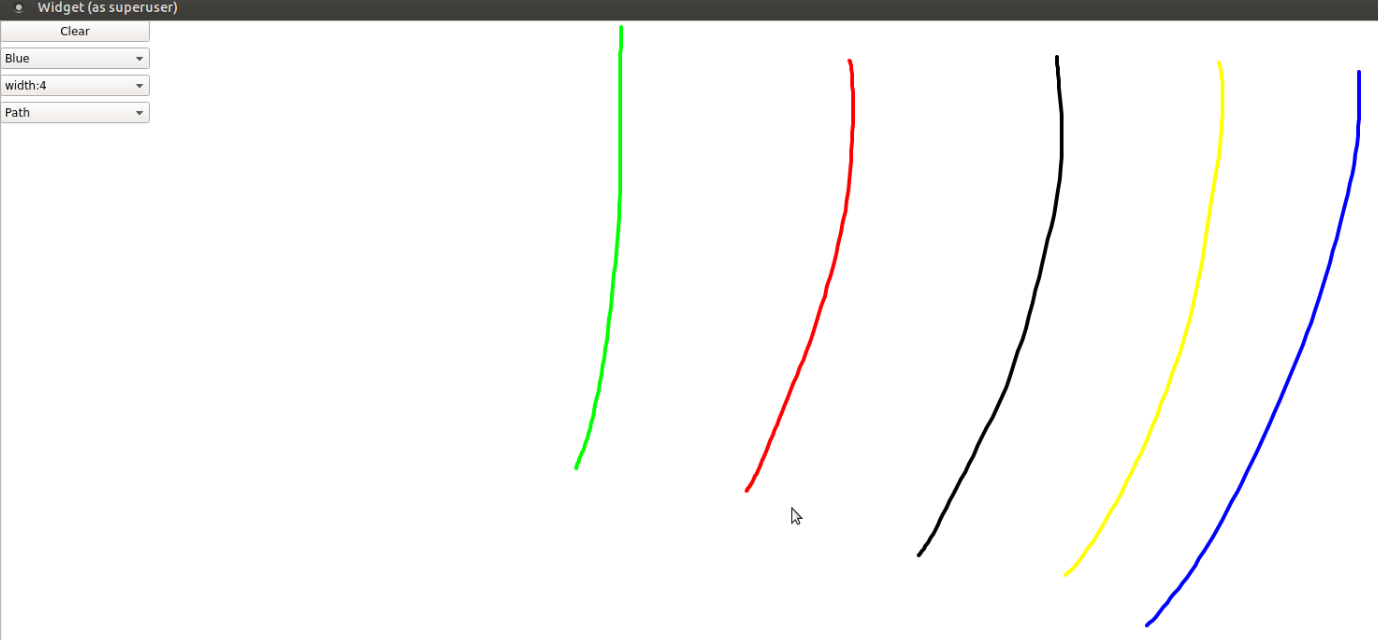 Widget (as superuser)
Clear
Blue
width:4
Path